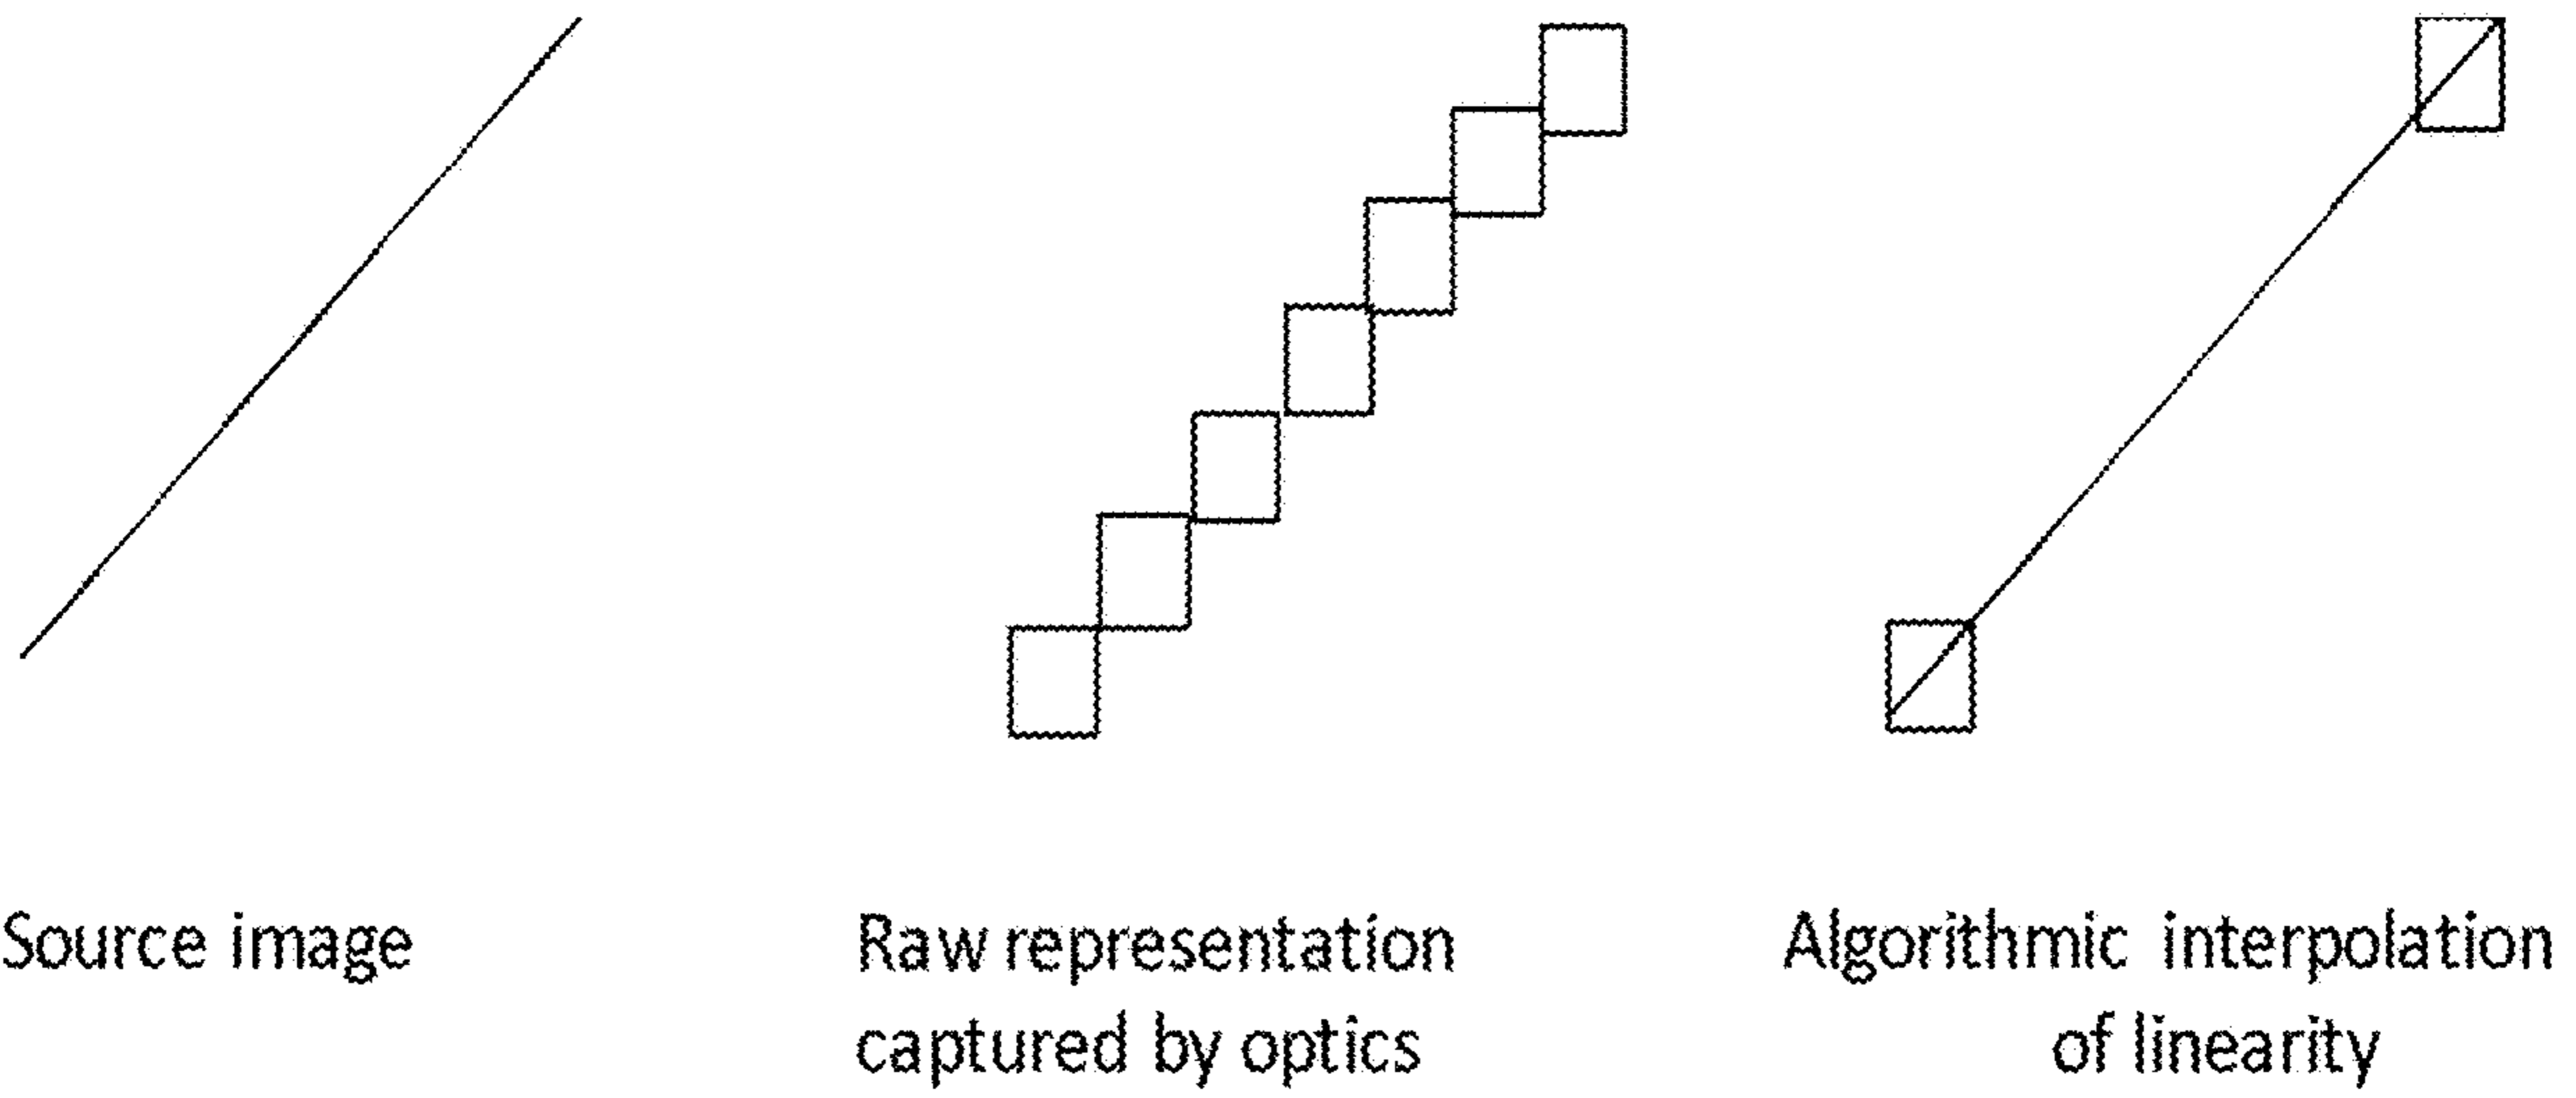 Source image
Raw representation
captured by optics
Algorithmic interpolation
of linearity